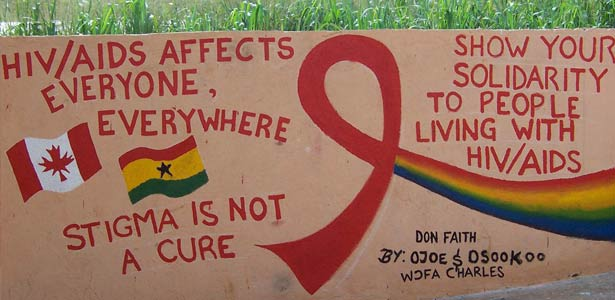 HIV/AIDS AFFECTS
EVERYONE,
EVERYWHERE
STIGMA IS NOT
A CURE
SHOW YOUR
SOLIDARITY
TO PEOPLE
LIVING WITH
HIV/AIDS
DON FAITH
BY: OJOE & OSOOKOO
WOFA CHARLES